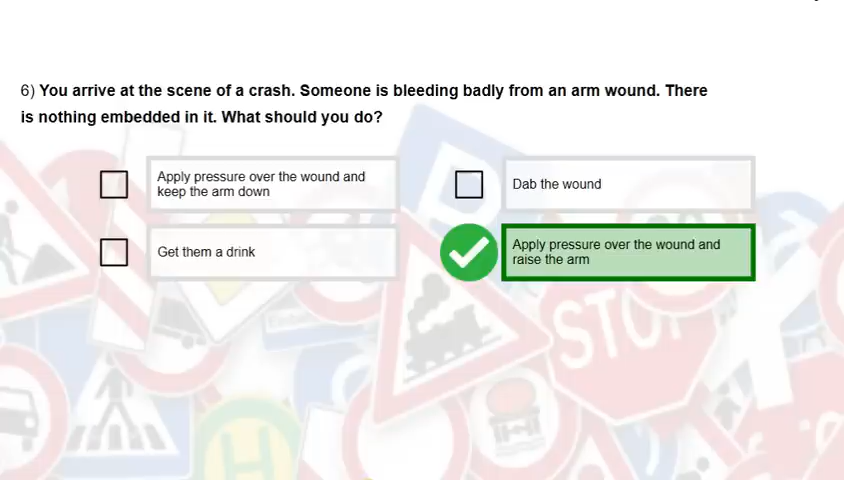 6) You arrive at the scene of a crash. Someone is bleeding badly from an arm wound. There
is nothing embedded in it. What should you do?
Apply pressure over the wound and
keep the arm down
Dab the wound
Get them a drink
Apply pressure over the wound and
raise the arm
P
STOP
H